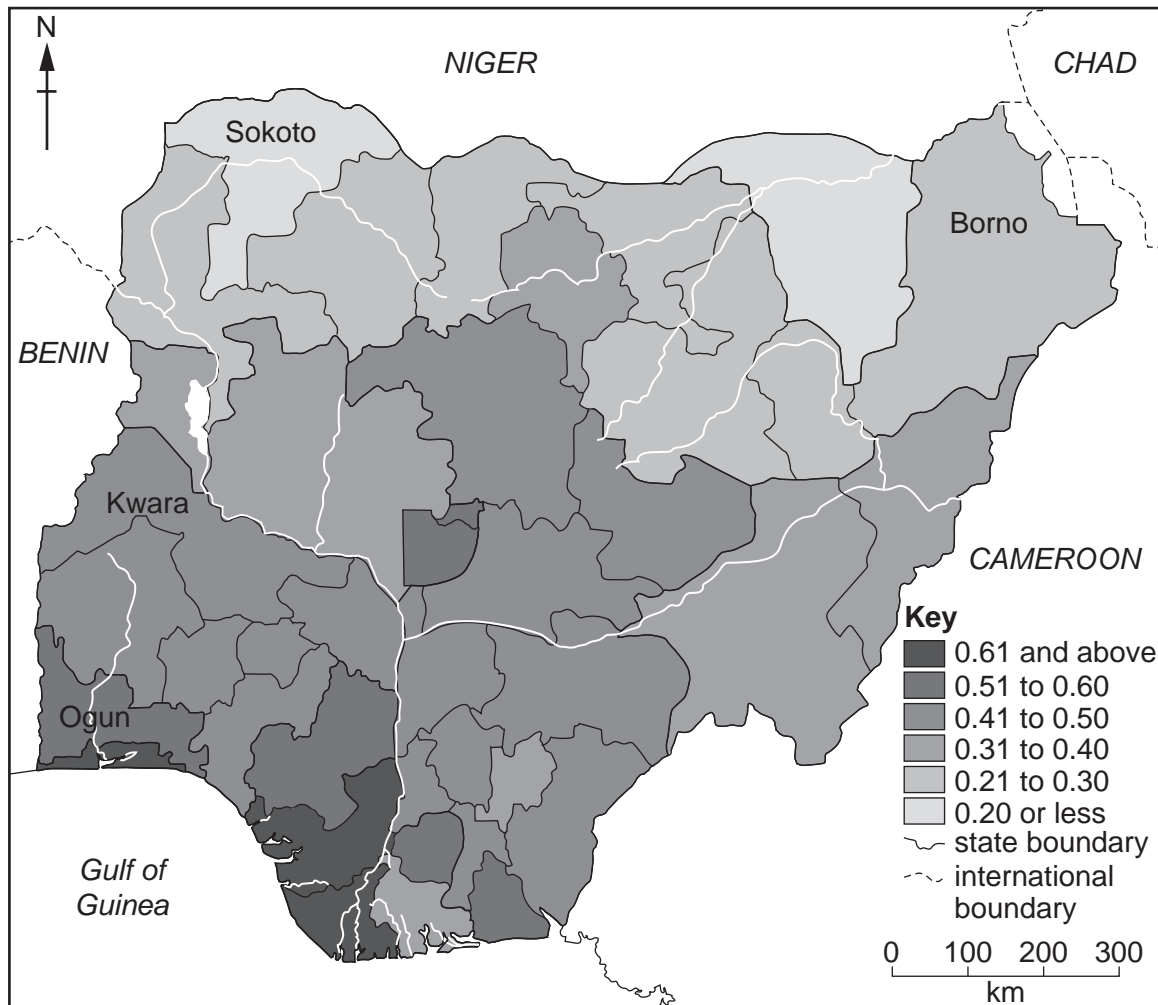 N
NIGER
CHAD
Sokoto
Borno
BENIN
Kwara
CAMEROON
Ogun
Gulf of
Guinea
Key
0.61 and above
0.51 to 0.60
0.41 to 0.50
0.31 to 0.40
0.21 to 0.30
0.20 or less
state boundary
international
boundary
0 100 200 300
km